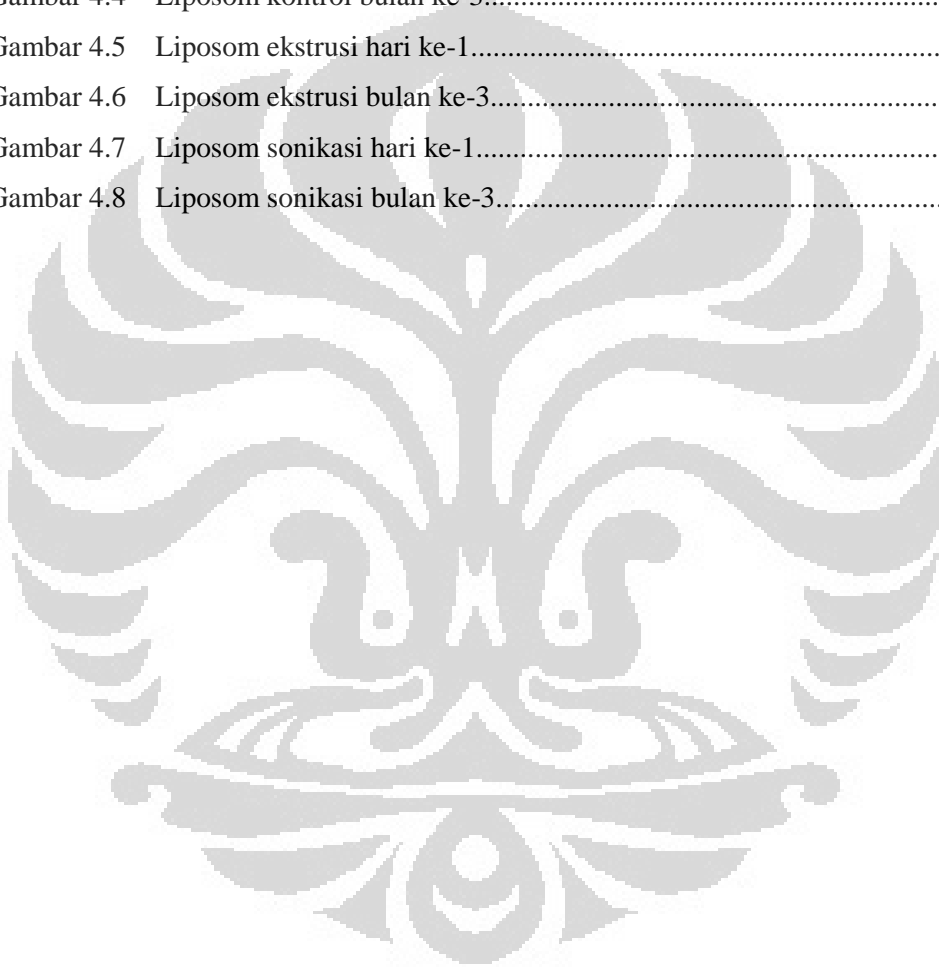 Gambar 4.4 Liposom kontrol bulan ke-3..........................................................
Gambar 4.5 Liposom ekstrusi hari ke-1............................................................
Gambar 4.6 Liposom ekstrusi bulan ke-3.........................................................
Gambar 4.7 Liposom sonikasi hari ke-1...........................................................
Gambar 4.8 Liposom sonikasi bulan ke-3........................................................